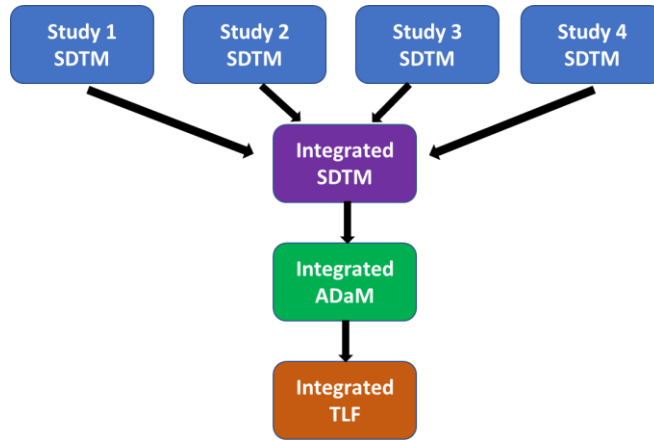 Study 1
SDTM
Study 2
SDTM
Study 3
SDTM
Study 4
SDTM
Integrated
SDTM
Integrated
ADaM
Integrated
TLF